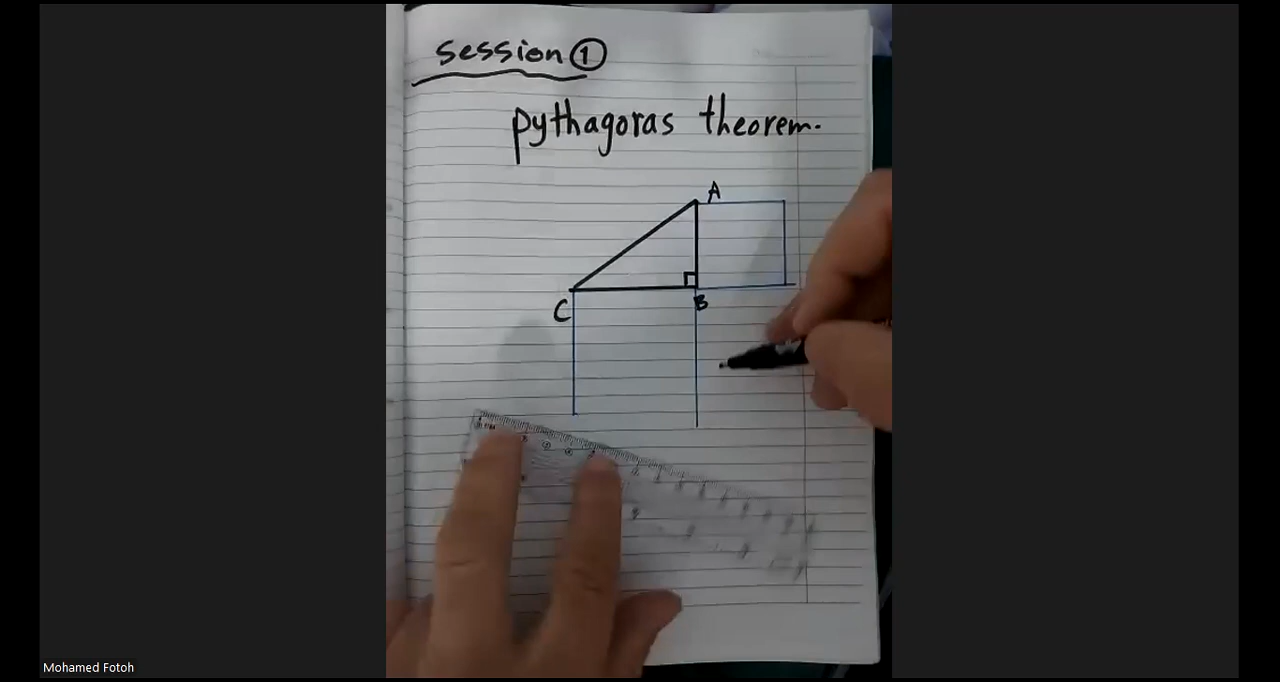 session ①
pythagoras theorem.
A
B
C
Mohamed Fotoh